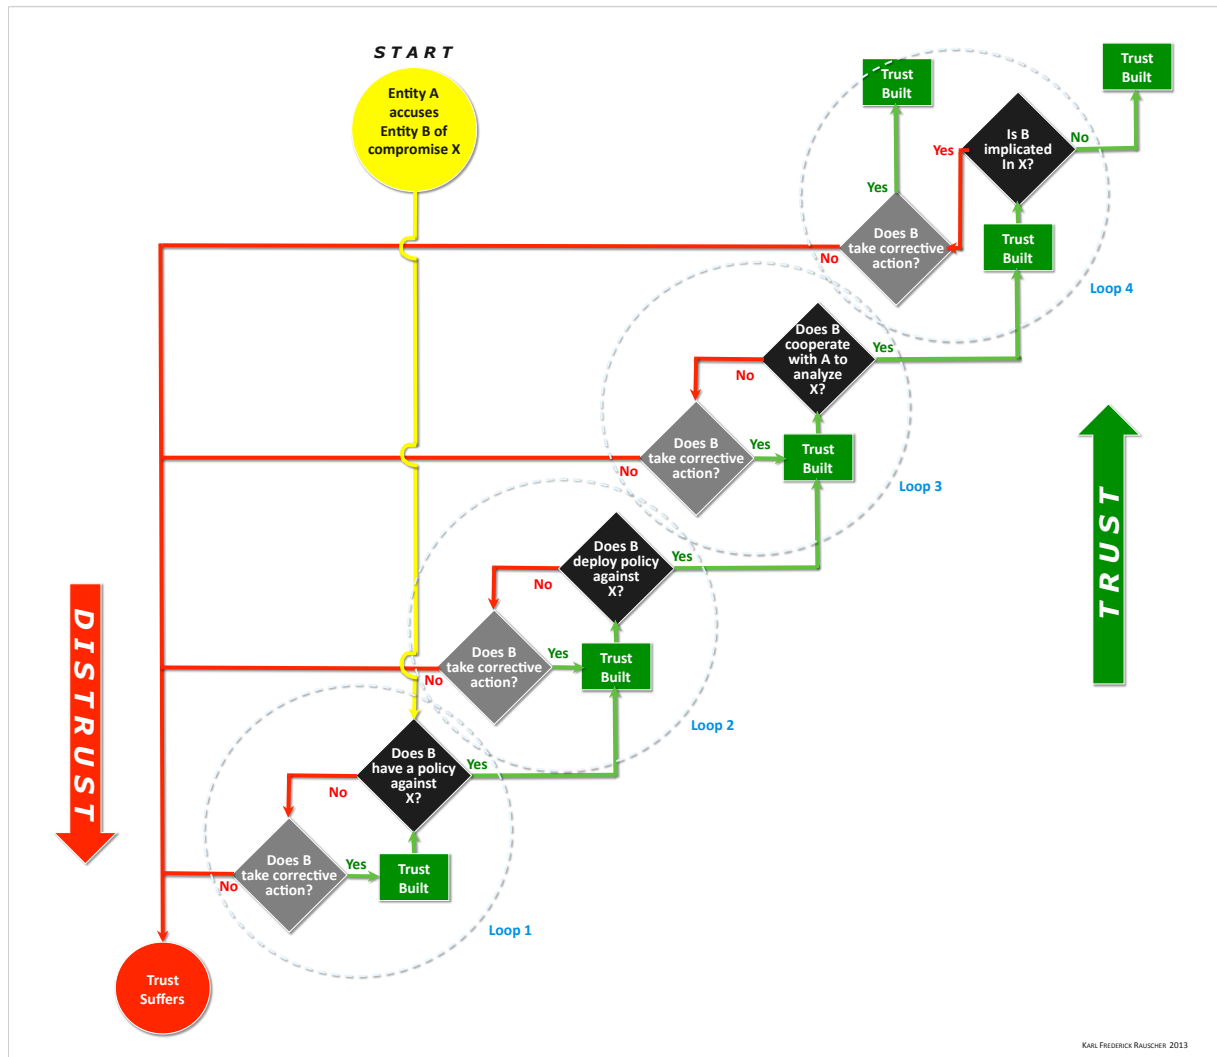 START
Entity A
accuses
Entity B of
compromise X
Trust
Built
Trust
Built
Is B
implicated
In X?
Yes
No
Yes
Does B
take corrective
action?
No
Trust
Built
Loop 4
Does B
cooperate
with A to
analyze
X?
Yes
No
Does B
take corrective
action?
Yes
No
Trust
Built
Loop 3
TRUST
Does B
deploy policy
against
X?
Yes
No
Does B
take corrective
action?
Yes
No
Trust
Built
Loop 2
DISTRUST
Does B
have a policy
against
X?
Yes
No
Does B
take corrective
action?
Yes
No
Trust
Built
Loop 1
Trust
Suffers
KARL FREDERICK RAUSCHER 2013